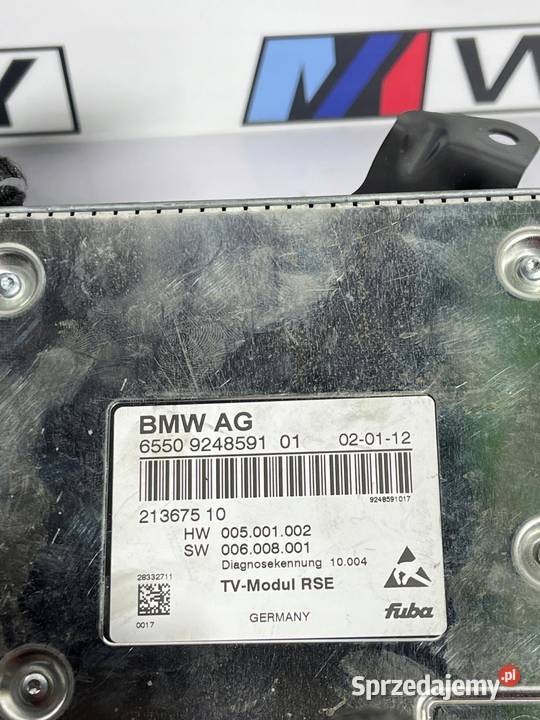 BMW AG
6550 9248591 01 02-01-12
9248591017
213675 10
HW 005.001.002
SW 006.008.001
Diagnosekennung 10.004
28332711
TV-Modul RSE
0017
GERMANY
fuba
Sprzedajemy.pl